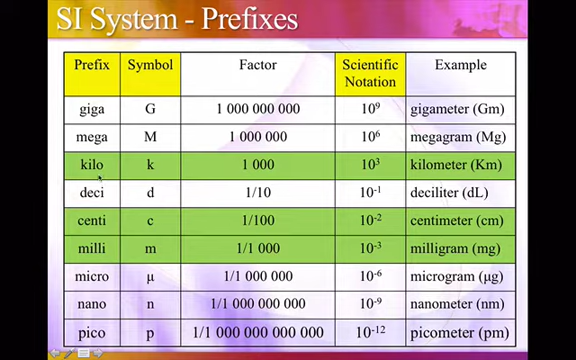 SI System - Prefixes
Prefix Symbol Factor Scientific Notation Example
giga G 1 000 000 000 10⁹ gigameter (Gm)
mega M 1 000 000 10⁶ megagram (Mg)
kilo k 1 000 10³ kilometer (Km)
deci d 1/10 10⁻¹ deciliter (dL)
centi c 1/100 10⁻² centimeter (cm)
milli m 1/1 000 10⁻³ milligram (mg)
micro μ 1/1 000 000 10⁻⁶ microgram (μg)
nano n 1/1 000 000 000 10⁻⁹ nanometer (nm)
pico p 1/1 000 000 000 000 10⁻¹² picometer (pm)